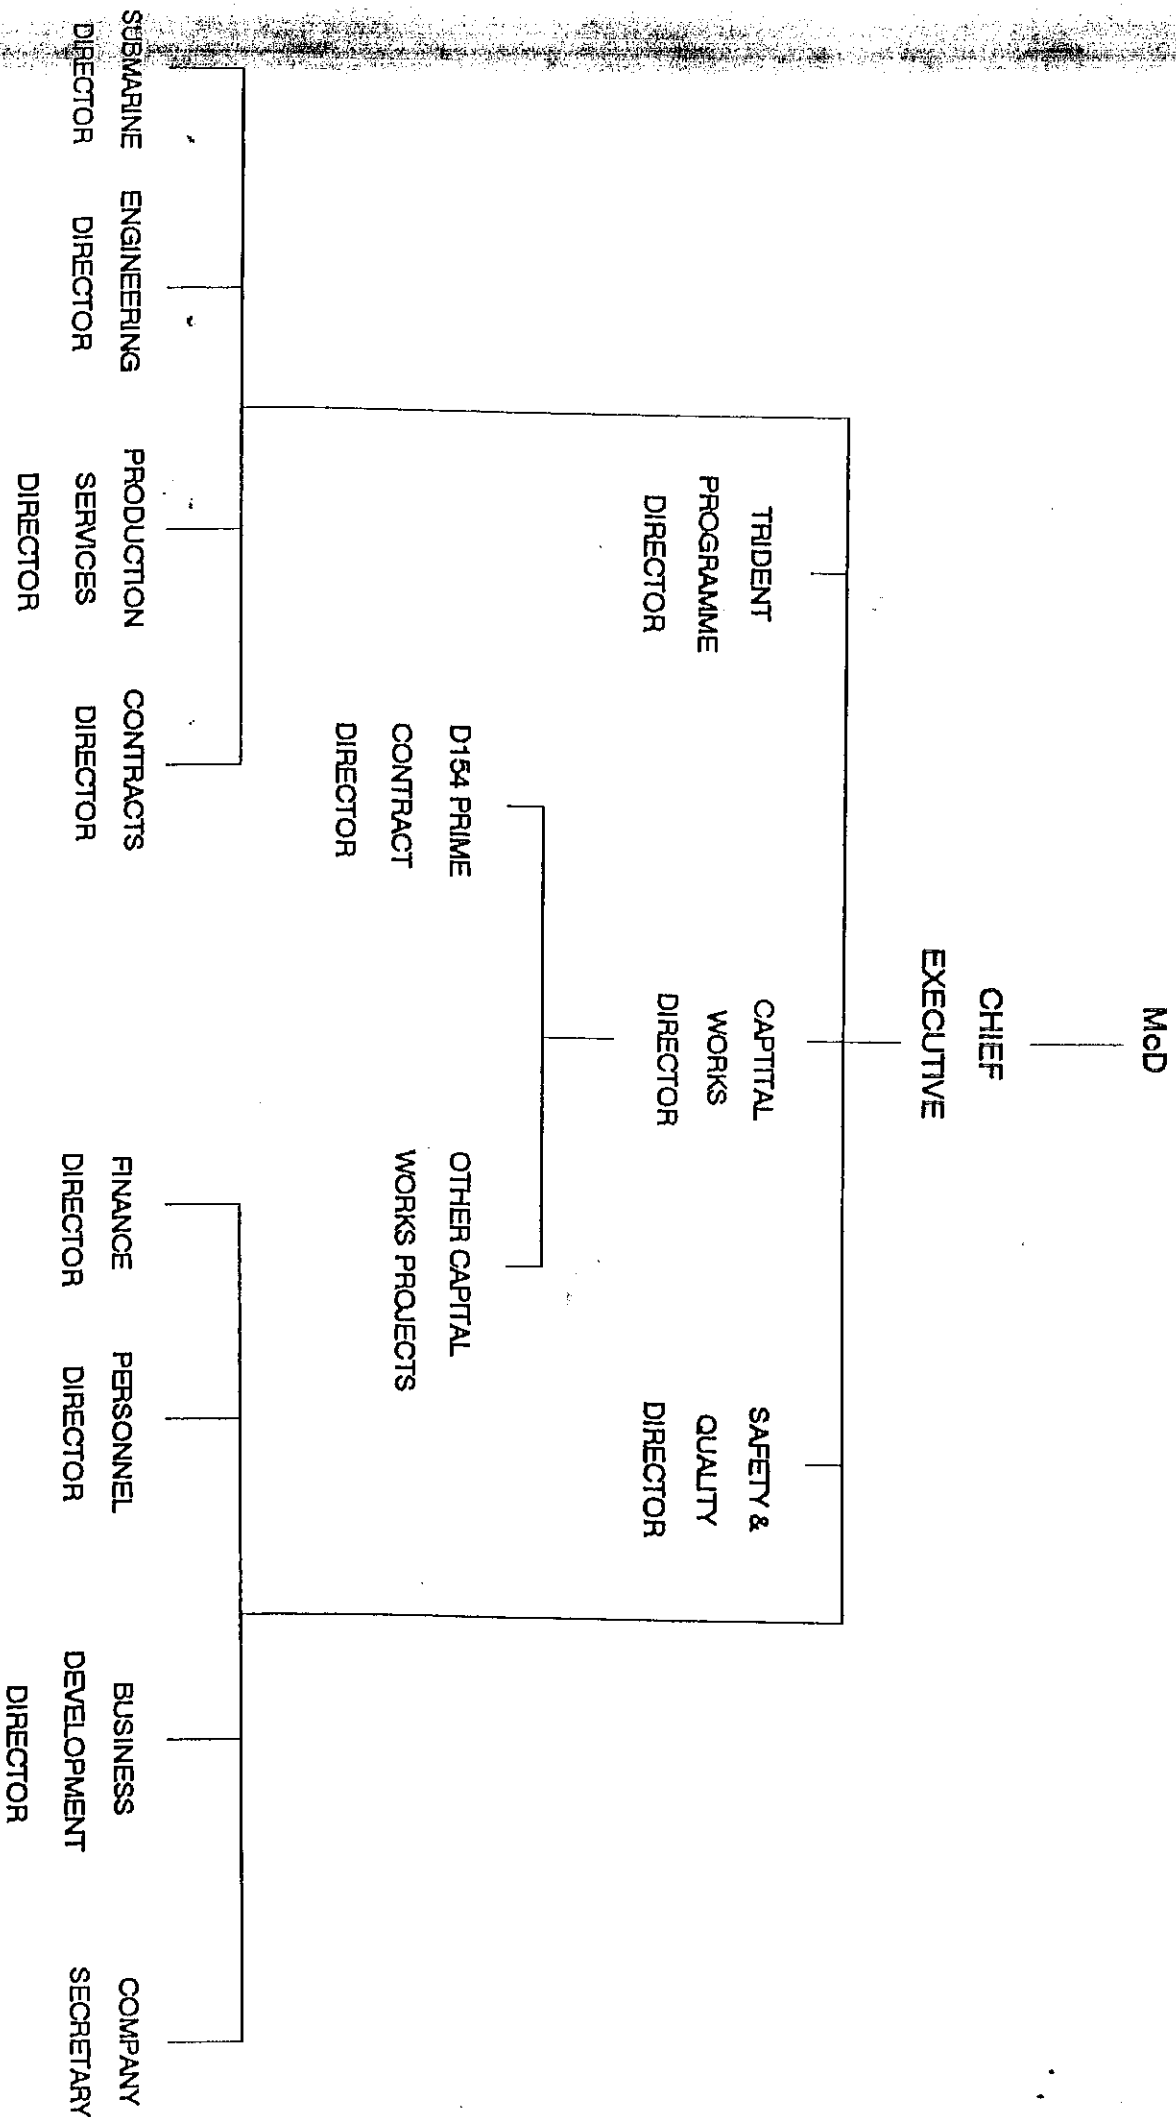 McD
CHIEF
EXECUTIVE
TRIDENT
PROGRAMME
DIRECTOR
CAPTITAL
WORKS
DIRECTOR
SAFETY &
QUALITY
DIRECTOR
D154 PRIME
CONTRACT
DIRECTOR
OTHER CAPITAL
WORKS PROJECTS
SUBMARINE
DIRECTOR
ENGINEERING
DIRECTOR
PRODUCTION
SERVICES
DIRECTOR
CONTRACTS
DIRECTOR
FINANCE
DIRECTOR
PERSONNEL
DIRECTOR
BUSINESS
DEVELOPMENT
DIRECTOR
COMPANY
SECRETARY